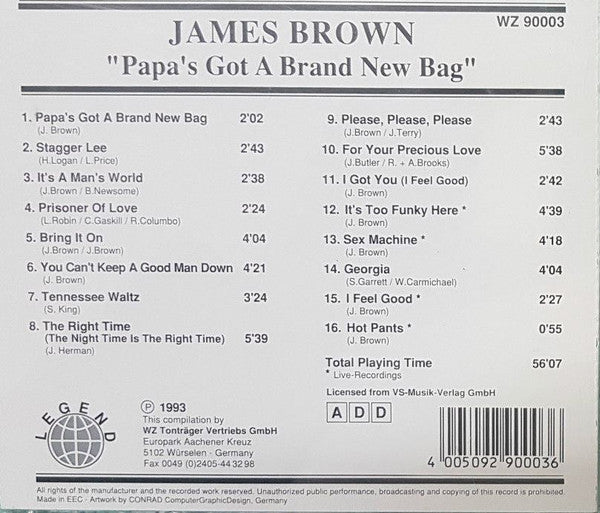 WZ 90003
JAMES BROWN
"Papa's Got A Brand New Bag"
1. Papa's Got A Brand New Bag 2'02
(J. Brown)
2. Stagger Lee 2'43
(H.Logan / L.Price)
3. It's A Man's World 2'38
(J.Brown / B.Newsome)
4. Prisoner Of Love 2'24
(L.Robin / C.Gaskill / R.Columbo)
5. Bring It On 4'04
(J.Brown / J.Brown)
6. You Can't Keep A Good Man Down 4'21
(J. Brown)
7. Tennessee Waltz 3'24
(S. King)
8. The Right Time
(The Night Time Is The Right Time) 5'39
(J. Herman)
9. Please, Please, Please 2'43
(J.Brown / J.Terry)
10. For Your Precious Love 5'38
(J.Butler / R. + A.Brooks)
11. I Got You (I Feel Good) 2'42
(J. Brown)
12. It's Too Funky Here * 4'39
(J. Brown)
13. Sex Machine * 4'18
(J. Brown)
14. Georgia 4'04
(S.Garrett / W.Carmichael)
15. I Feel Good * 2'27
(J. Brown)
16. Hot Pants * 0'55
(J. Brown)
Total Playing Time 56'07
* Live-Recordings
Licensed from VS-Musik-Verlag GmbH
ADD
LEGEND
Ⓟ 1993
This compilation by
WZ Tonträger Vertriebs GmbH
Europark Aachener Kreuz
5102 Würselen - Germany
Fax 0049 (0)2405-44 32 98
4 005092 900036
All rights of the manufacturer and the recorded work reserved. Unauthorized public performance, broadcasting and copying of this record is prohibited.
Made in EEC - Artwork by CONRAD ComputerGraphicDesign, Germany